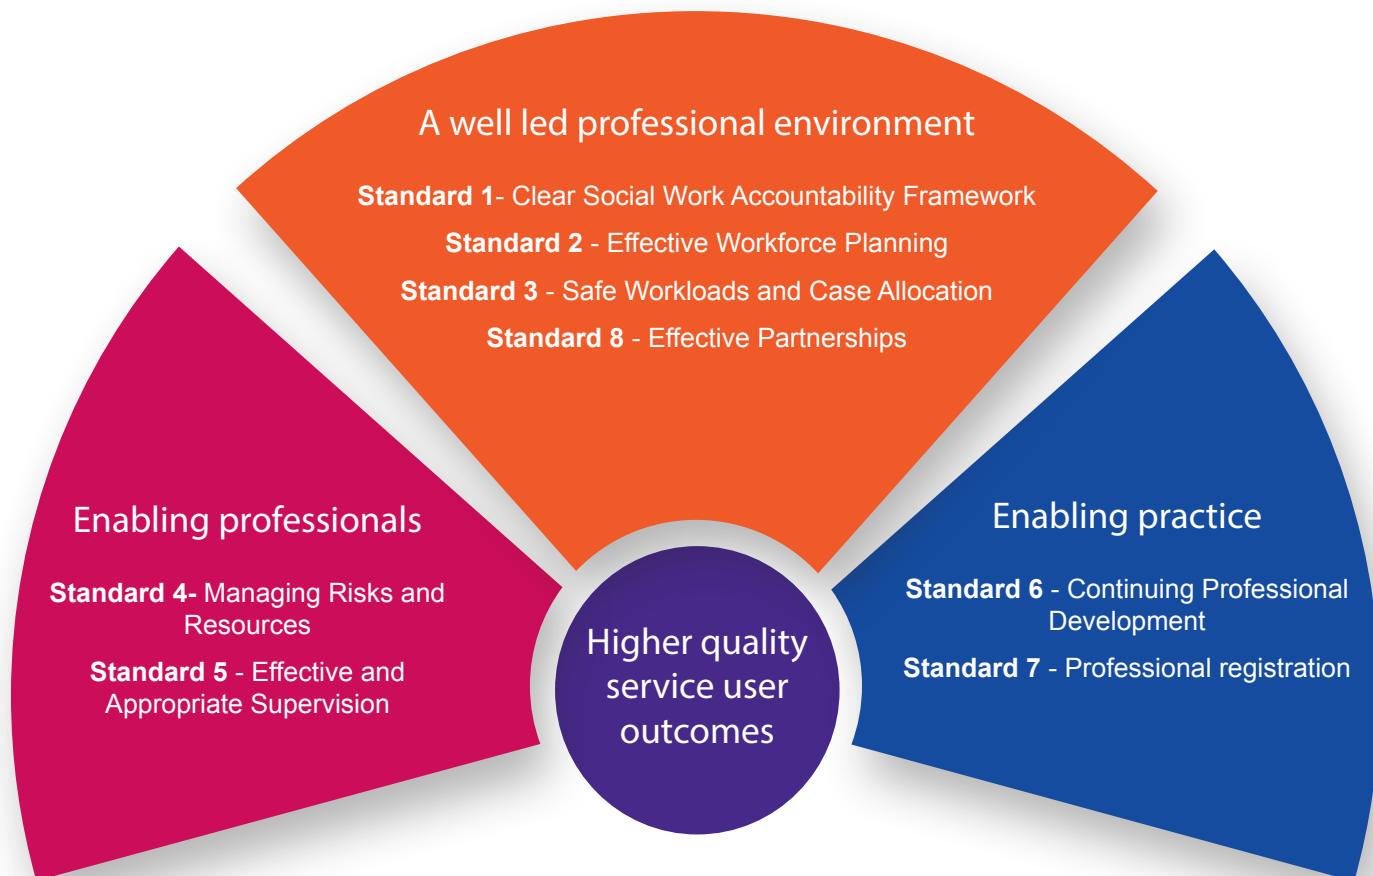 A well led professional environment
Standard 1- Clear Social Work Accountability Framework
Standard 2 - Effective Workforce Planning
Standard 3 - Safe Workloads and Case Allocation
Standard 8 - Effective Partnerships
Enabling professionals
Standard 4- Managing Risks and
Resources
Standard 5 - Effective and
Appropriate Supervision
Higher quality
service user
outcomes
Enabling practice
Standard 6 - Continuing Professional
Development
Standard 7 - Professional registration